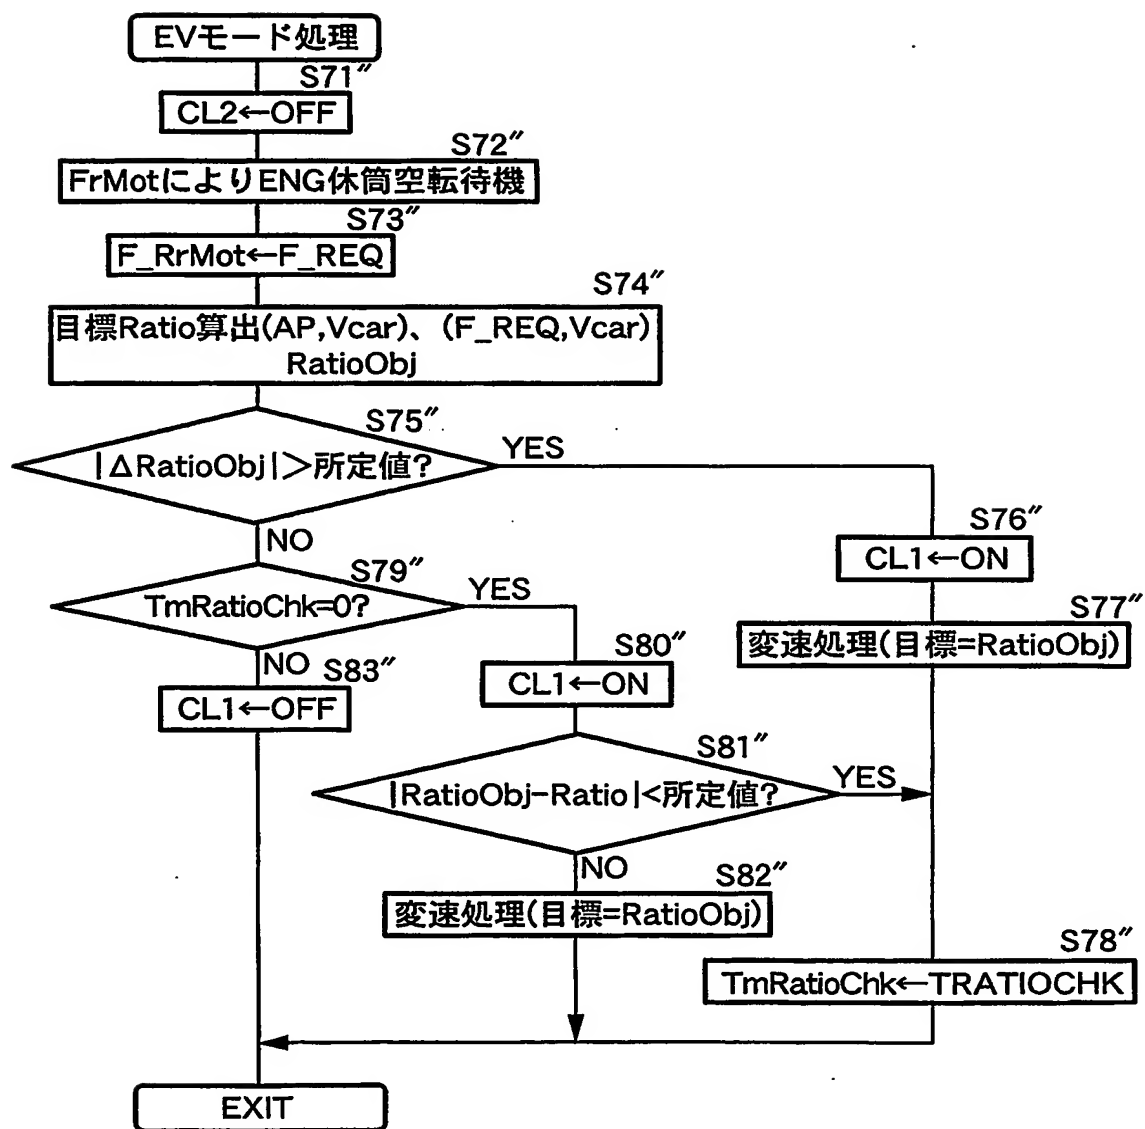 EVモード処理
S71″
CL2←OFF
S72″
FrMotによりENG休筒空転待機
S73″
F_RrMot←F_REQ
S74″
目標Ratio算出(AP,Vcar)、(F_REQ,Vcar)
RatioObj
S75″
|ΔRatioObj|>所定値?
YES
NO
S76″
CL1←ON
S77″
変速処理(目標=RatioObj)
S79″
TmRatioChk=0?
YES
NO
S80″
CL1←ON
S83″
CL1←OFF
S81″
|RatioObj-Ratio|<所定値?
YES
NO
S82″
変速処理(目標=RatioObj)
S78″
TmRatioChk←TRATIOCHK
EXIT